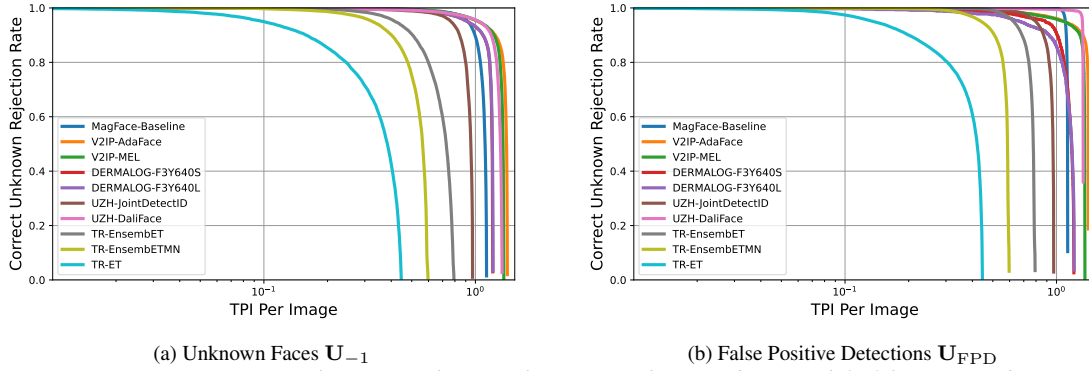 Correct Unknown Rejection Rate
1.0
0.8
0.6
0.4
0.2
0.0
MagFace-Baseline
V2IP-AdaFace
V2IP-MEL
DERMALOG-F3Y640S
DERMALOG-F3Y640L
UZH-JointDetectID
UZH-DaliFace
TR-EnsembET
TR-EnsembETMN
TR-ET
10⁻¹
10⁰
TPI Per Image
(a) Unknown Faces U₋₁
Correct Unknown Rejection Rate
1.0
0.8
0.6
0.4
0.2
0.0
MagFace-Baseline
V2IP-AdaFace
V2IP-MEL
DERMALOG-F3Y640S
DERMALOG-F3Y640L
UZH-JointDetectID
UZH-DaliFace
TR-EnsembET
TR-EnsembETMN
TR-ET
10⁻¹
10⁰
TPI Per Image
(b) False Positive Detections U_FPD